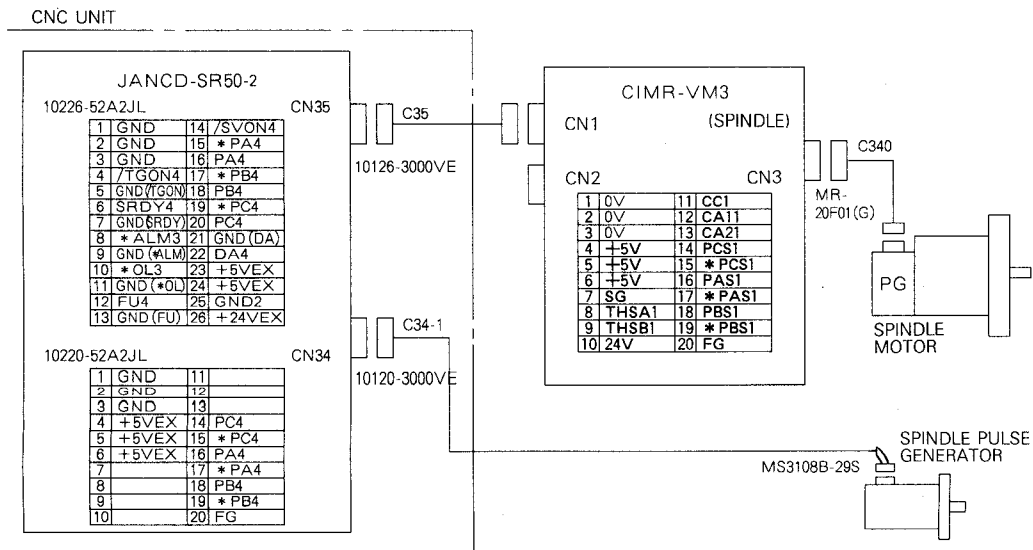 CNC UNIT
JANCD-SR50-2
10226-52A2JL CN35
1 GND 14 /SVON4
2 GND 15 *PA4
3 GND 16 PA4
4 /TGON4 17 *PB4
5 GND(TGON) 18 PB4
6 SRDY4 19 *PC4
7 GND(SRDY) 20 PC4
8 *ALM3 21 GND(DA)
9 GND(*ALM) 22 DA4
10 *OL3 23 +5VEX
11 GND(*OL) 24 +5VEX
12 FU4 25 GND2
13 GND(FU) 26 +24VEX
10220-52A2JL CN34
1 GND 11
2 GND 12
3 GND 13
4 +5VEX 14 PC4
5 +5VEX 15 *PC4
6 +5VEX 16 PA4
7 17 *PA4
8 18 PB4
9 19 *PB4
10 20 FG
C35
10126-3000VE
C34-1
10120-3000VE
CIMR-VM3
CN1 (SPINDLE)
CN2 CN3
1 0V 11 CC1
2 0V 12 CA11
3 0V 13 CA21
4 +5V 14 PCS1
5 +5V 15 *PCS1
6 +5V 16 PAS1
7 SG 17 *PAS1
8 THSA1 18 PBS1
9 THSB1 19 *PBS1
10 24V 20 FG
C340
MR-
20F01(G)
PG
SPINDLE
MOTOR
SPINDLE PULSE
GENERATOR
MS3108B-29S